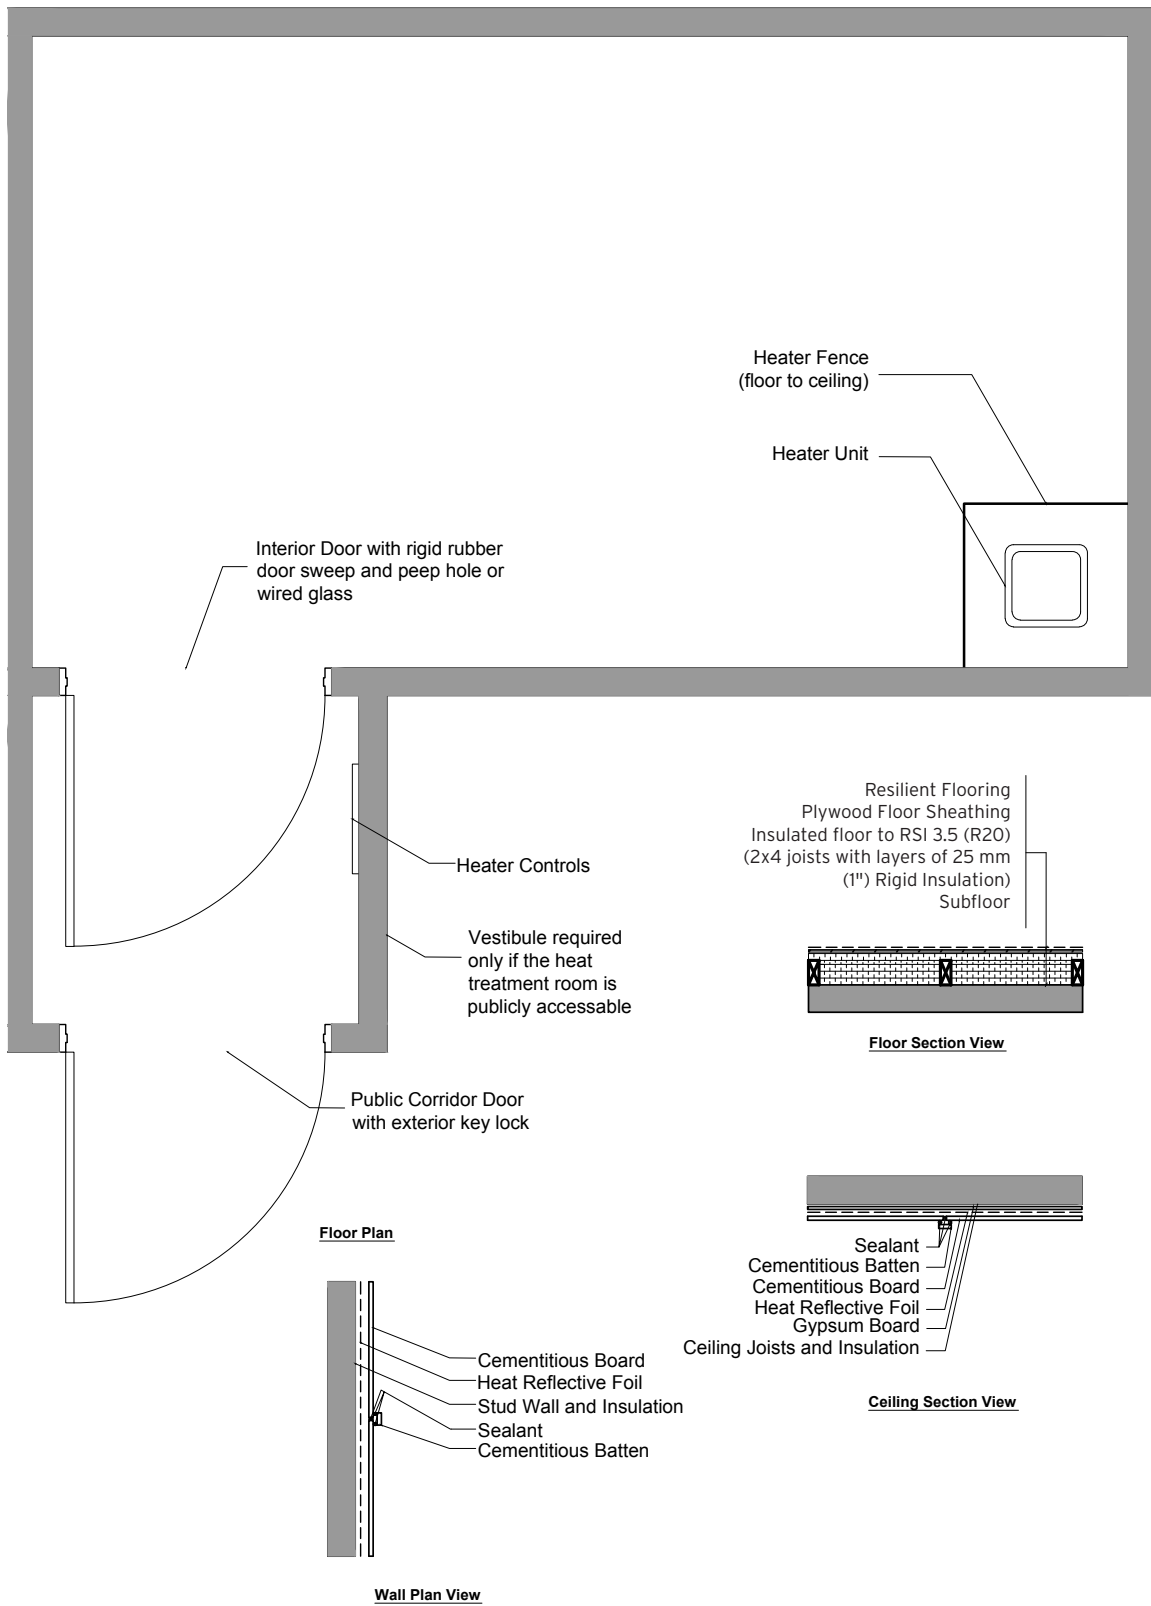 Heater Fence
(floor to ceiling)
Heater Unit
Interior Door with rigid rubber
door sweep and peep hole or
wired glass
Resilient Flooring
Plywood Floor Sheathing
Insulated floor to RSI 3.5 (R20)
(2x4 joists with layers of 25 mm
(1") Rigid Insulation)
Subfloor
Heater Controls
Vestibule required
only if the heat
treatment room is
publicly accessable
Floor Section View
Public Corridor Door
with exterior key lock
Floor Plan
Sealant
Cementitious Batten
Cementitious Board
Heat Reflective Foil
Gypsum Board
Ceiling Joists and Insulation
Ceiling Section View
Cementitious Board
Heat Reflective Foil
Stud Wall and Insulation
Sealant
Cementitious Batten
Wall Plan View